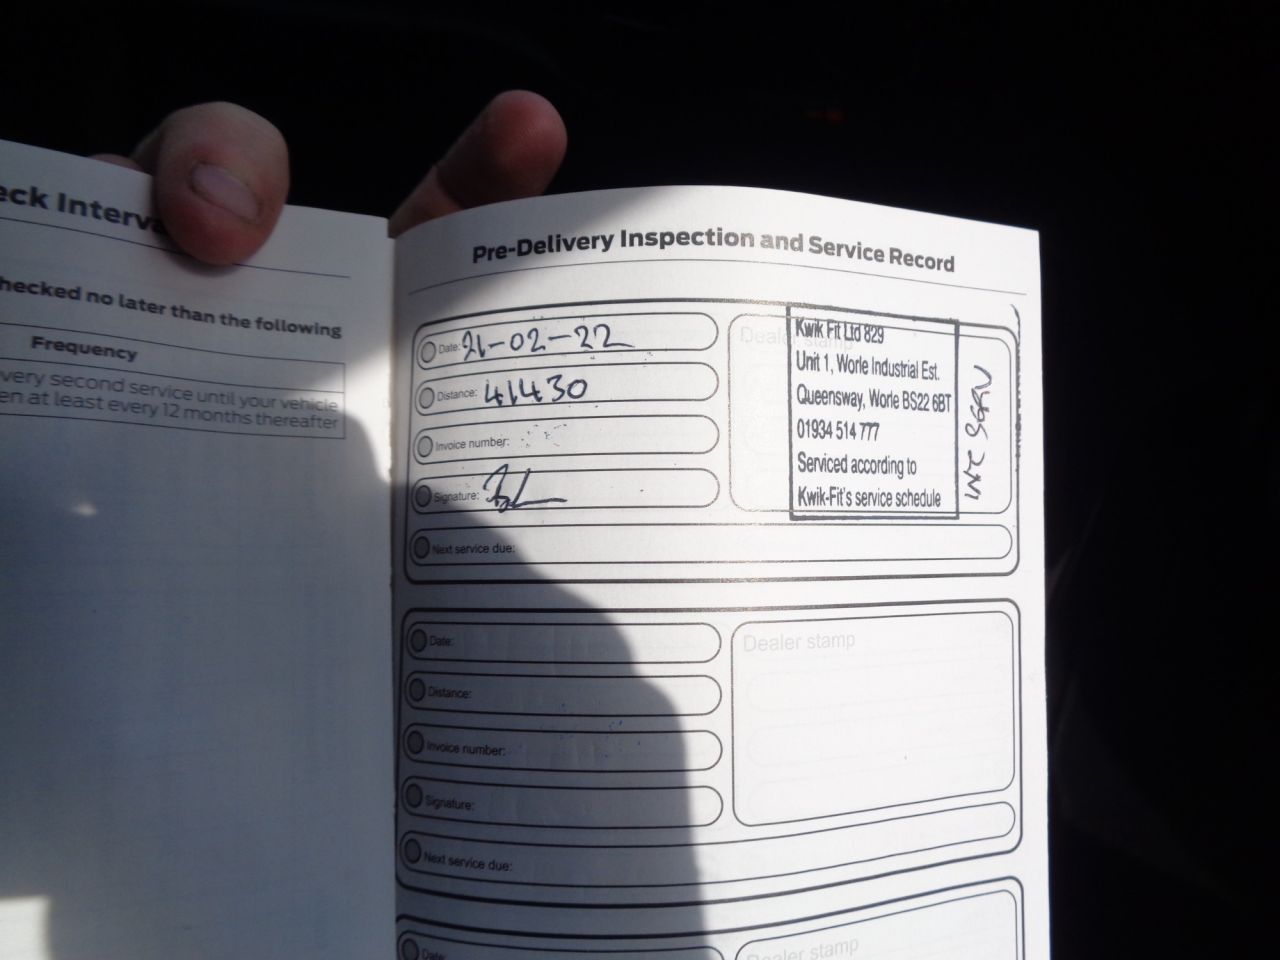 eck Interva
hecked no later than the following
Frequency
very second service until your vehicle
en at least every 12 months thereafter
Pre-Delivery Inspection and Service Record
Date: 21-02-22
Distance: 41430
Invoice number:
Signature:
Next service due:
Dealer stamp
Kwik Fit Ltd 829
Unit 1, Worle Industrial Est.
Queensway, Worle BS22 6BT
01934 514 777
Serviced according to
Kwik-Fit's service schedule
Date:
Distance:
Invoice number:
Signature:
Next service due:
Dealer stamp
Date:
Dealer stamp